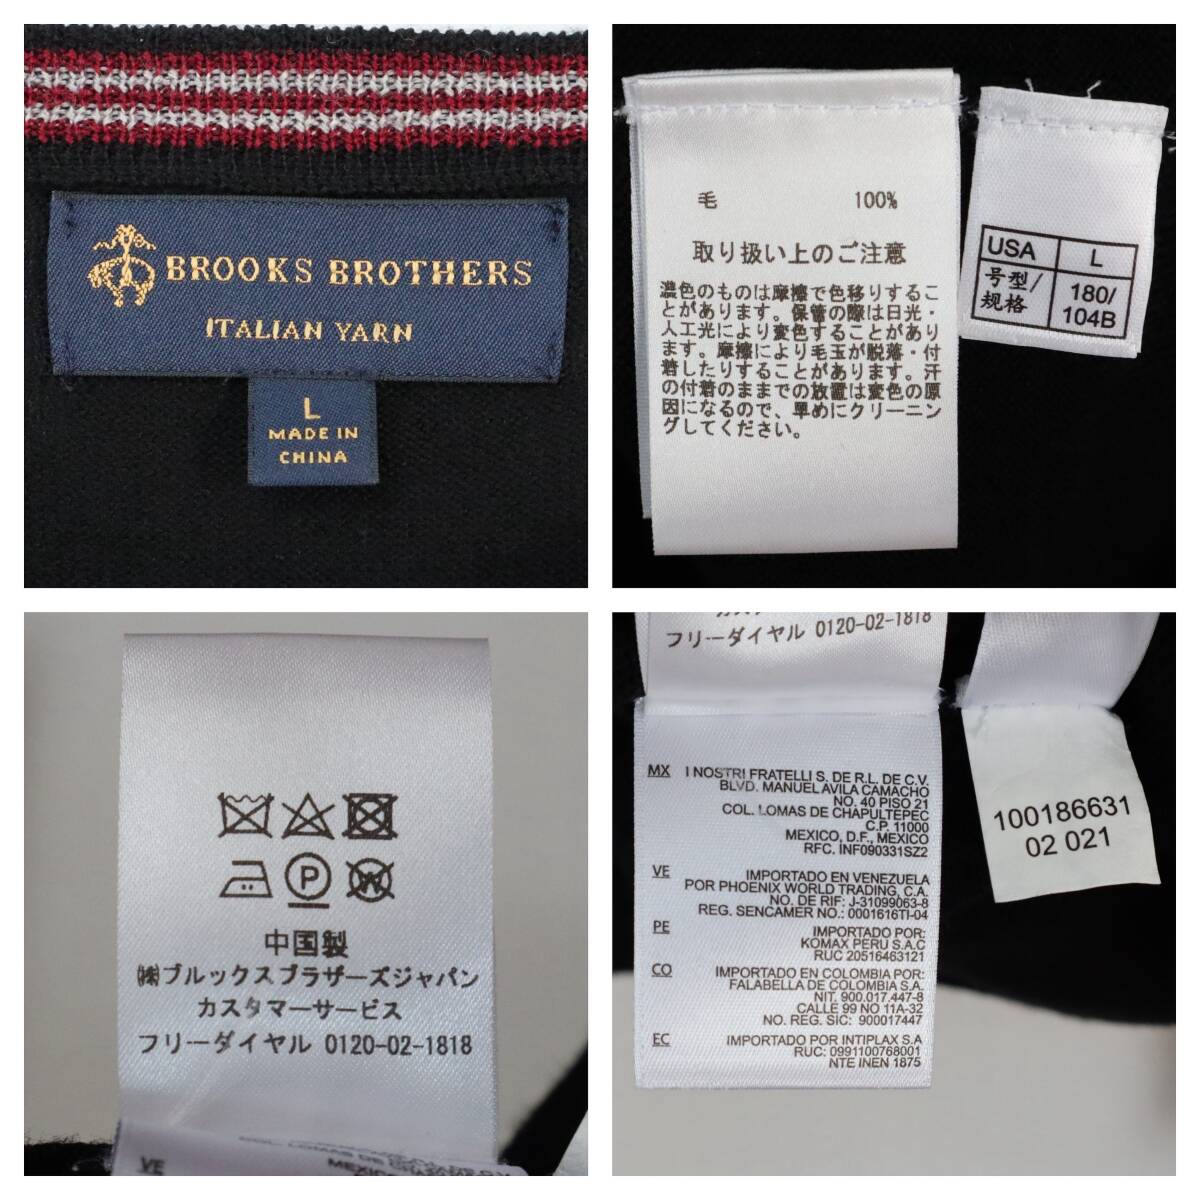 BROOKS BROTHERS
ITALIAN YARN
L
MADE IN
CHINA
毛 100%
取り扱い上のご注意
濃色のものは摩擦で色移りするこ
とがあります。保管の際は日光・
人工光により変色することがあり
ます。摩擦により毛玉が脱落・付
着したりすることがあります。汗
の付着のままでの放置は変色の原
因になるので、早めにクリーニン
グしてください。
USA L
号型/ 180/
規格 104B
P
W
中国製
㈱ブルックスブラザーズジャパン
カスタマーサービス
フリーダイヤル 0120-02-1818
VE
フリーダイヤル 0120-02-1818
MX I NOSTRI FRATELLI S. DE R.L. DE C.V.
BLVD. MANUEL AVILA CAMACHO
NO. 40 PISO 21
COL. LOMAS DE CHAPULTEPEC
C.P. 11000
MEXICO, D.F., MEXICO
RFC. INF090331SZ2
VE IMPORTADO EN VENEZUELA
POR PHOENIX WORLD TRADING, C.A.
NO. DE RIF: J-31099063-8
REG. SENCAMER NO.: 0001616TI-04
PE IMPORTADO POR:
KOMAX PERU S.A.C
RUC 20516463121
CO IMPORTADO EN COLOMBIA POR:
FALABELLA DE COLOMBIA S.A.
NIT. 900.017.447-8
CALLE 99 NO 11A-32
NO. REG. SIC: 900017447
EC IMPORTADO POR INTIPLAX S.A.
RUC: 0991100768001
NTE INEN 1875
100186631
02 021